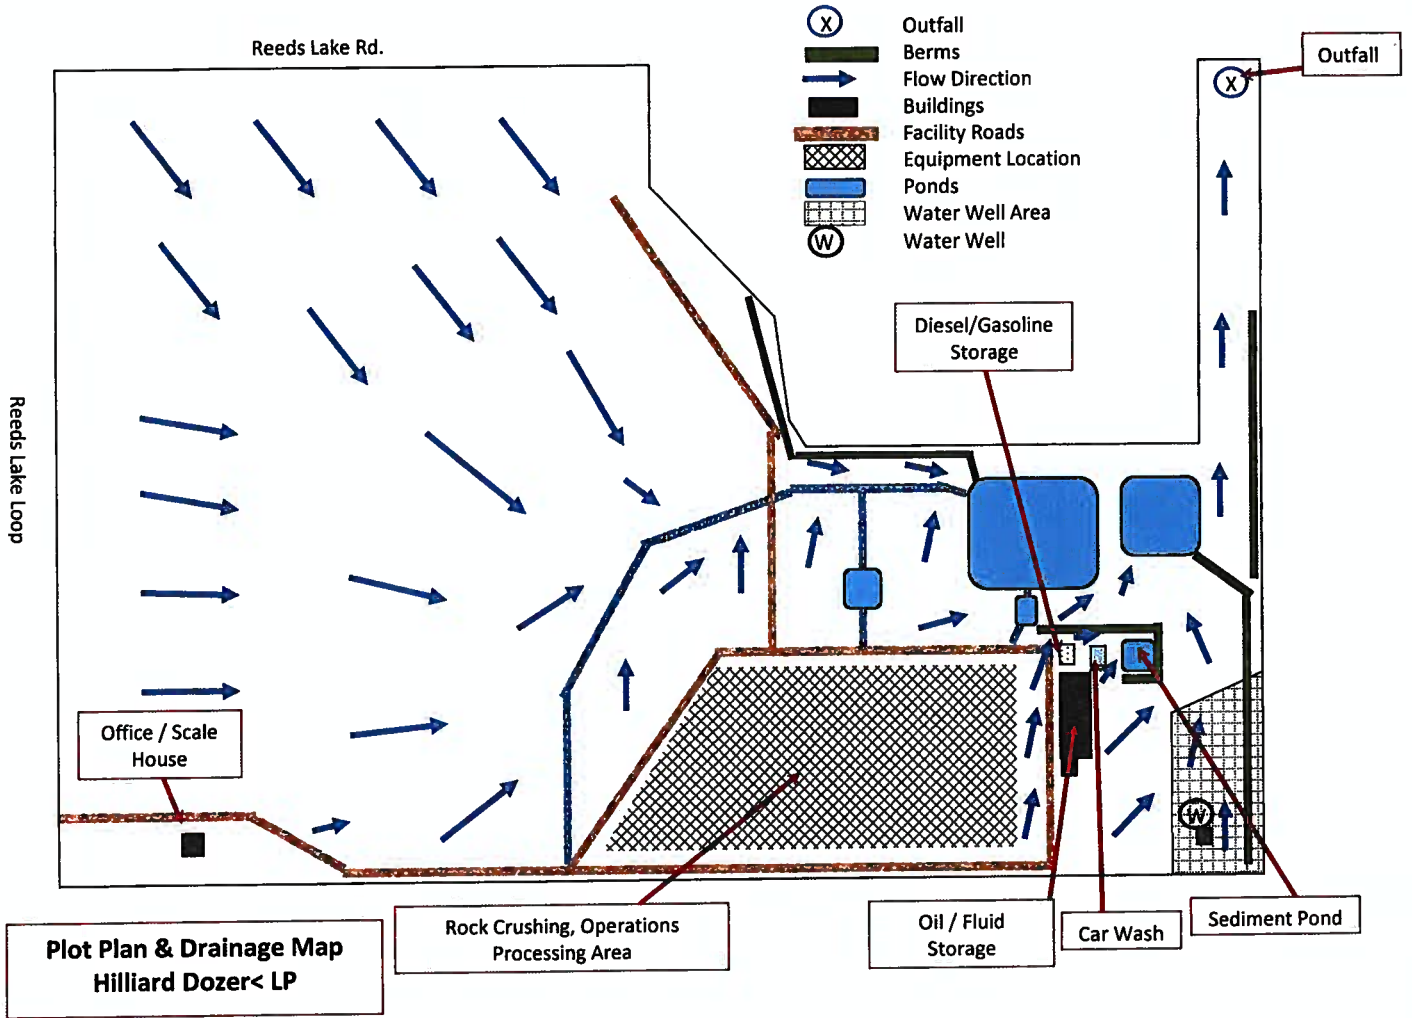 Reeds Lake Rd.
X
Outfall
Berms
Flow Direction
Buildings
Facility Roads
Equipment Location
Ponds
Water Well Area
W
Water Well
Outfall
X
Diesel/Gasoline
Storage
Reeds Lake Loop
Office / Scale
House
W
Rock Crushing, Operations
Processing Area
Oil / Fluid
Storage
Car Wash
Sediment Pond
Plot Plan & Drainage Map
Hilliard Dozer< LP